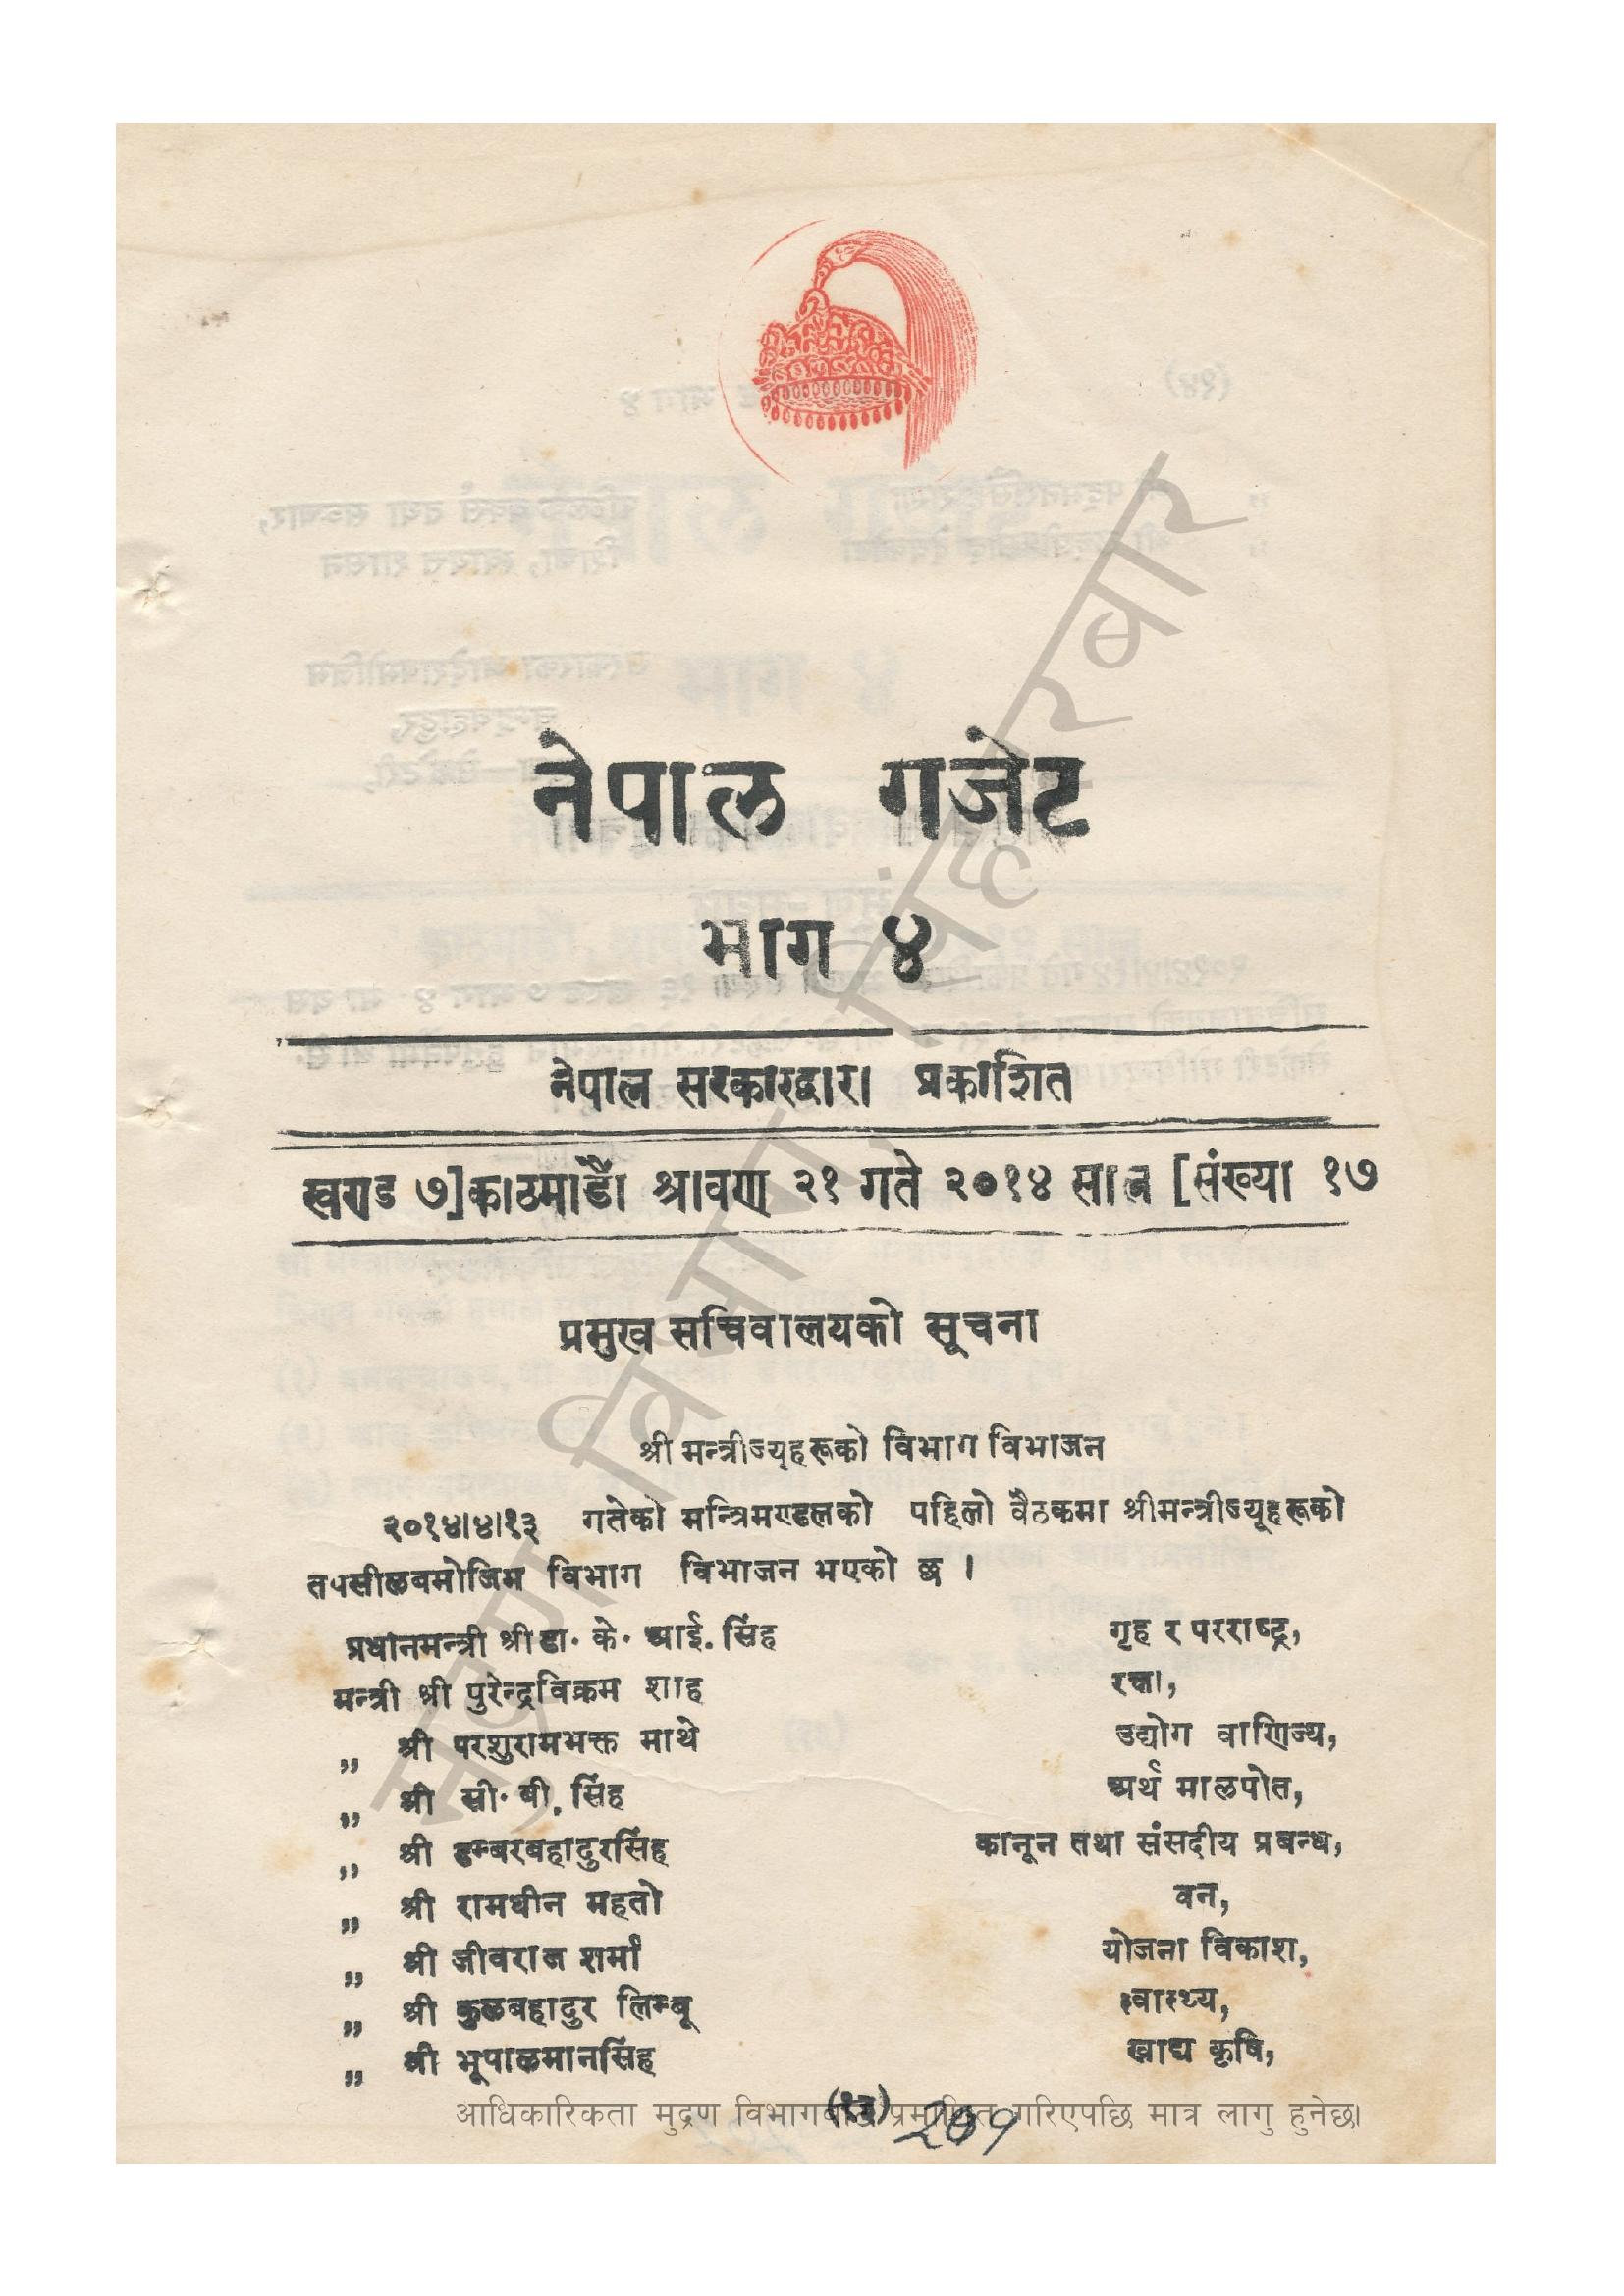 नेपाल गजेट
भाग ४
नेपाल सरकारद्वारा प्रकाशित
खण्ड ७] काठमाडौं श्रावण २१ गते २०१४ साल [संख्या १७
प्रमुख सचिवालयको सूचना
श्री मन्त्रीज्यूहरूको विभाग विभाजन
२०१४।४।१३ गतेको मन्त्रिमण्डलको पहिलो वैठकमा श्रीमन्त्रीज्यूहरूको
तपसीलबमोजिम विभाग विभाजन भएको छ ।
प्रधानमन्त्री श्री डा. के. आई. सिंह गृह र परराष्ट्र,
मन्त्री श्री पुरेन्द्रविक्रम शाह रक्षा,
,, श्री परशुरामभक्त माथे उद्योग वाणिज्य,
,, श्री सी. बी. सिंह अर्थ मालपोत,
,, श्री डम्बरबहादुरसिंह कानून तथा संसदीय प्रबन्ध,
,, श्री रामधीन महतो वन,
,, श्री जीवराज शर्मा योजना विकाश,
,, श्री कुलबहादुर लिम्बू स्वास्थ्य,
,, श्री भूपालमानसिंह खाद्य कृषि,
आधिकारिकता मुद्रण विभागबाट प्रमाणित गरिएपछि मात्र लागु हुनेछ।
मुद्रण विभाग, सिंहदरबार